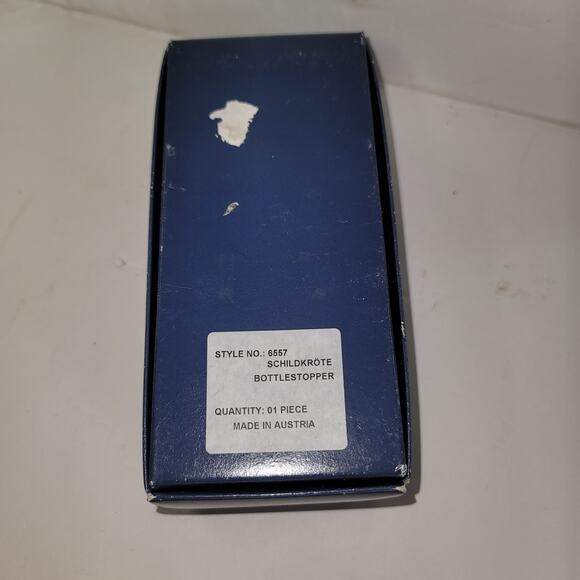 STYLE NO.: 6557
SCHILDKRÖTE
BOTTLESTOPPER
QUANTITY: 01 PIECE
MADE IN AUSTRIA